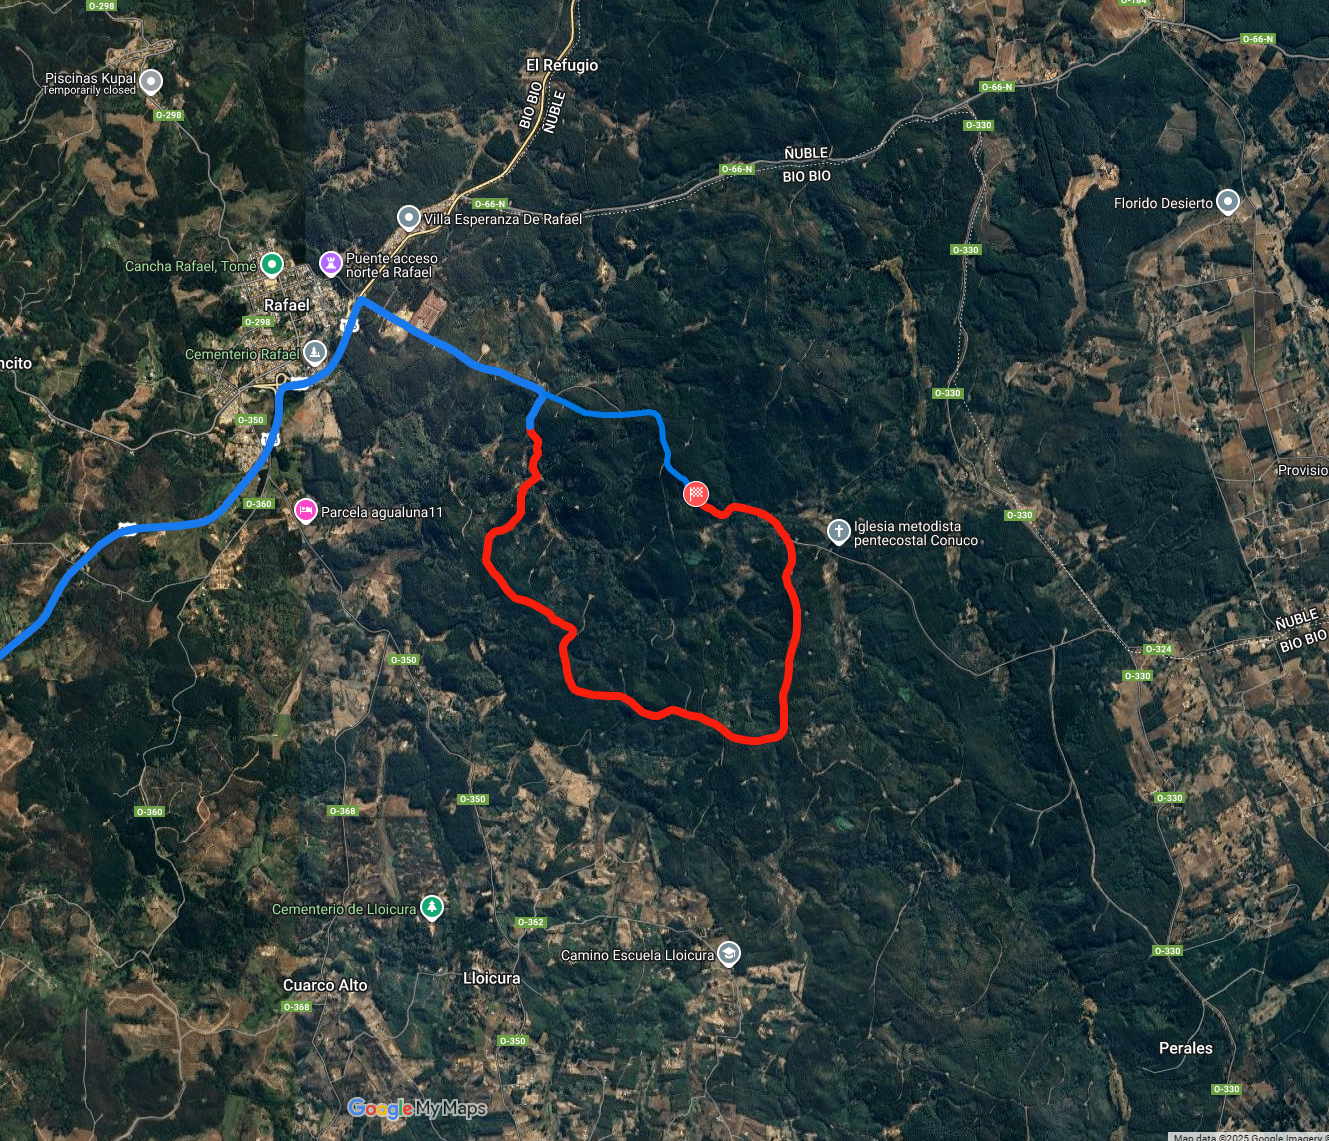 O-298
O-184
O-66-N
El Refugio
Piscinas Kupal
Temporarily closed
O-66-N
BIO BIO
ÑUBLE
O-298
O-330
ÑUBLE
O-66-N
BIO BIO
O-66-N
Florido Desierto
Villa Esperanza De Rafael
O-330
Cancha Rafael, Tomé
Puente acceso
norte a Rafael
Rafael
O-298
Cementerio Rafael
ncito
O-330
O-350
Provisio
O-360
Parcela agualuna11
O-330
Iglesia metodista
pentecostal Conuco
ÑUBLE
BIO BIO
O-324
O-350
O-330
O-350
O-330
O-360
O-368
Cementerio de Lloicura
O-362
O-330
Camino Escuela Lloicura
Lloicura
Cuarco Alto
O-368
O-350
Perales
O-330
Google My Maps
Map data ©2025 Google Imagery ©